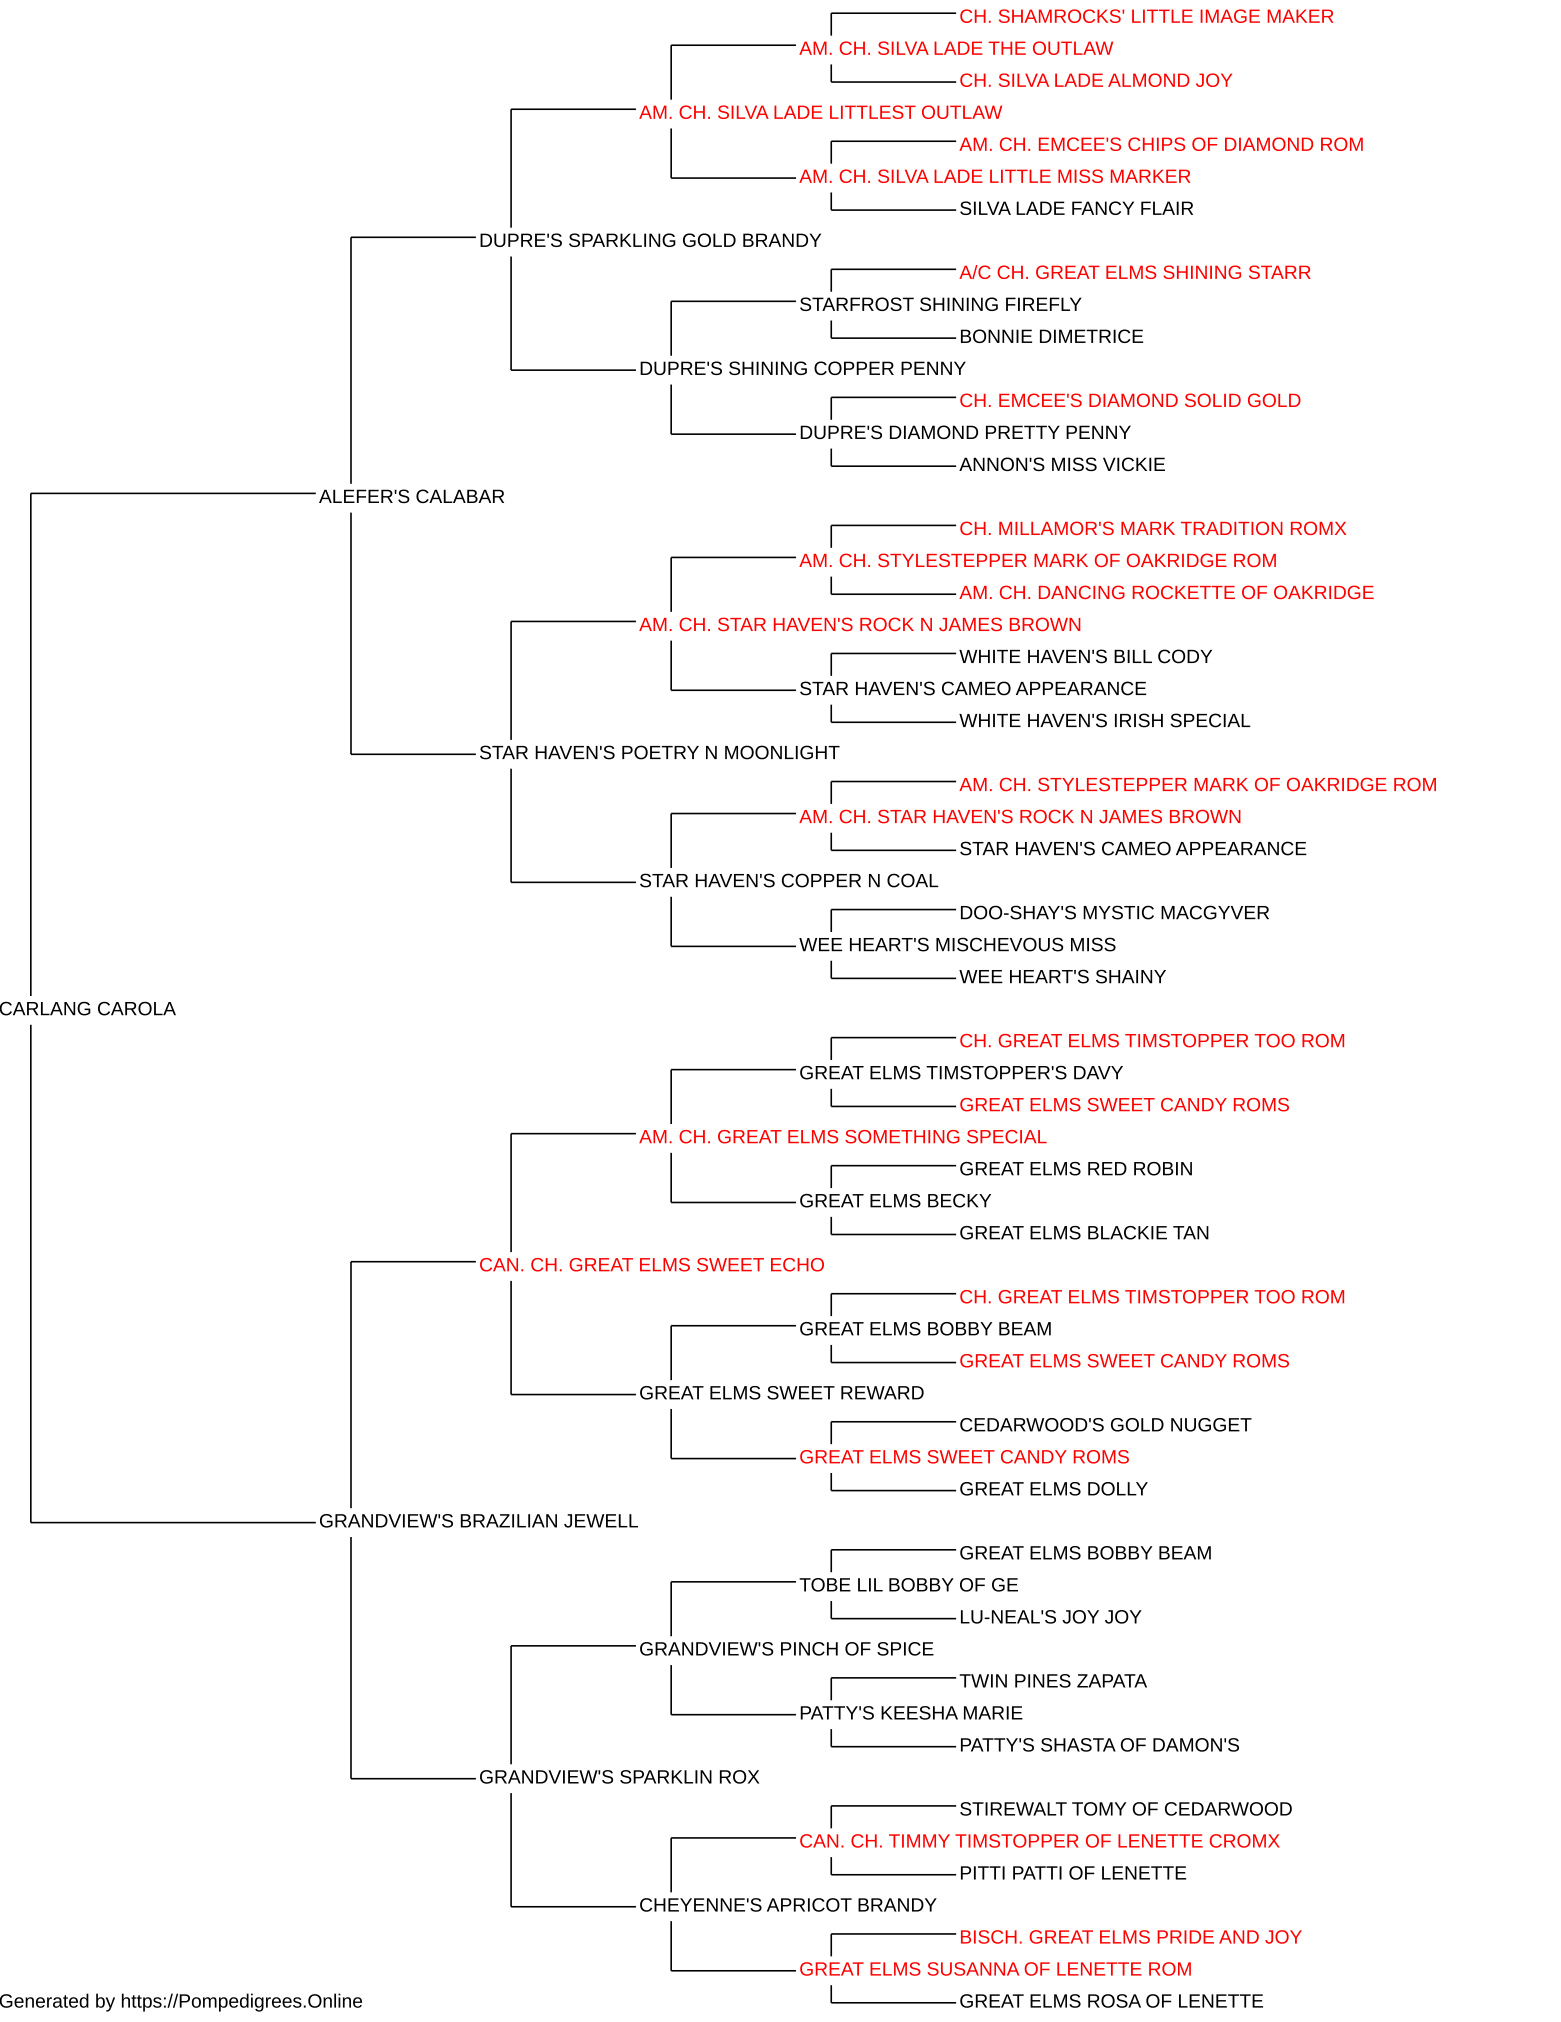 CH. SHAMROCKS' LITTLE IMAGE MAKER
AM. CH. SILVA LADE THE OUTLAW
CH. SILVA LADE ALMOND JOY
AM. CH. SILVA LADE LITTLEST OUTLAW
AM. CH. EMCEE'S CHIPS OF DIAMOND ROM
AM. CH. SILVA LADE LITTLE MISS MARKER
SILVA LADE FANCY FLAIR
DUPRE'S SPARKLING GOLD BRANDY
A/C CH. GREAT ELMS SHINING STARR
STARFROST SHINING FIREFLY
BONNIE DIMETRICE
DUPRE'S SHINING COPPER PENNY
CH. EMCEE'S DIAMOND SOLID GOLD
DUPRE'S DIAMOND PRETTY PENNY
ANNON'S MISS VICKIE
ALEFER'S CALABAR
CH. MILLAMOR'S MARK TRADITION ROMX
AM. CH. STYLESTEPPER MARK OF OAKRIDGE ROM
AM. CH. DANCING ROCKETTE OF OAKRIDGE
AM. CH. STAR HAVEN'S ROCK N JAMES BROWN
WHITE HAVEN'S BILL CODY
STAR HAVEN'S CAMEO APPEARANCE
WHITE HAVEN'S IRISH SPECIAL
STAR HAVEN'S POETRY N MOONLIGHT
AM. CH. STYLESTEPPER MARK OF OAKRIDGE ROM
AM. CH. STAR HAVEN'S ROCK N JAMES BROWN
STAR HAVEN'S CAMEO APPEARANCE
STAR HAVEN'S COPPER N COAL
DOO-SHAY'S MYSTIC MACGYVER
WEE HEART'S MISCHEVOUS MISS
WEE HEART'S SHAINY
CARLANG CAROLA
CH. GREAT ELMS TIMSTOPPER TOO ROM
GREAT ELMS TIMSTOPPER'S DAVY
GREAT ELMS SWEET CANDY ROMS
AM. CH. GREAT ELMS SOMETHING SPECIAL
GREAT ELMS RED ROBIN
GREAT ELMS BECKY
GREAT ELMS BLACKIE TAN
CAN. CH. GREAT ELMS SWEET ECHO
CH. GREAT ELMS TIMSTOPPER TOO ROM
GREAT ELMS BOBBY BEAM
GREAT ELMS SWEET CANDY ROMS
GREAT ELMS SWEET REWARD
CEDARWOOD'S GOLD NUGGET
GREAT ELMS SWEET CANDY ROMS
GREAT ELMS DOLLY
GRANDVIEW'S BRAZILIAN JEWELL
GREAT ELMS BOBBY BEAM
TOBE LIL BOBBY OF GE
LU-NEAL'S JOY JOY
GRANDVIEW'S PINCH OF SPICE
TWIN PINES ZAPATA
PATTY'S KEESHA MARIE
PATTY'S SHASTA OF DAMON'S
GRANDVIEW'S SPARKLIN ROX
STIREWALT TOMY OF CEDARWOOD
CAN. CH. TIMMY TIMSTOPPER OF LENETTE CROMX
PITTI PATTI OF LENETTE
CHEYENNE'S APRICOT BRANDY
BISCH. GREAT ELMS PRIDE AND JOY
GREAT ELMS SUSANNA OF LENETTE ROM
GREAT ELMS ROSA OF LENETTE
Generated by https://Pompedigrees.Online